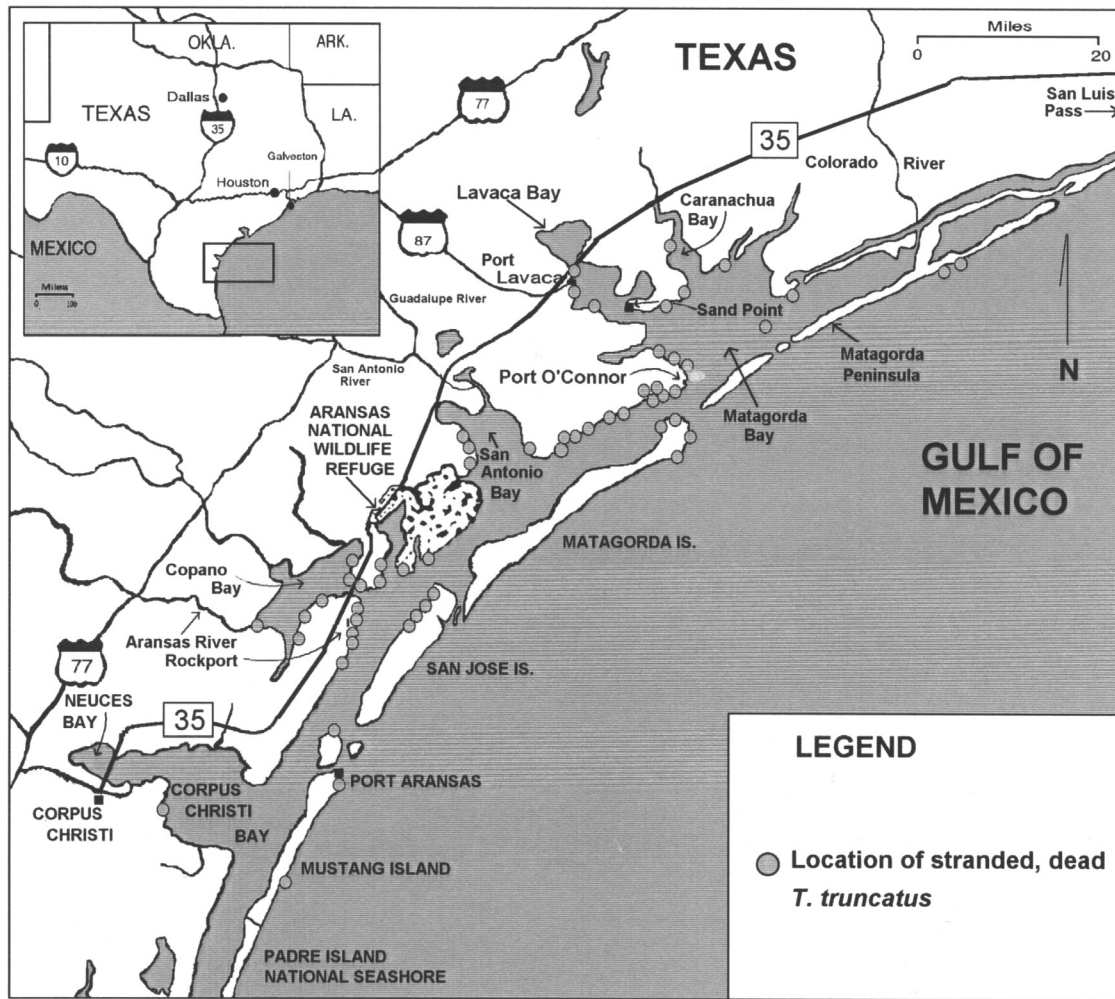 OKLA.
ARK.
Dallas
TEXAS
LA.
35
10
Galveston
Houston
MEXICO
Miles
0 100
TEXAS
Miles
0 20
San Luis
Pass
77
35
Colorado River
Lavaca Bay
Caranachua
Bay
87
Port
Lavaca
Guadalupe River
Sand Point
San Antonio
River
Port O'Connor
Matagorda
Peninsula
N
ARANSAS
NATIONAL
WILDLIFE
REFUGE
San
Antonio
Bay
Matagorda
Bay
GULF OF
MEXICO
MATAGORDA IS.
Copano
Bay
Aransas River
Rockport
SAN JOSE IS.
77
NEUCES
BAY
35
PORT ARANSAS
CORPUS
CHRISTI
CORPUS
CHRISTI
BAY
MUSTANG ISLAND
PADRE ISLAND
NATIONAL SEASHORE
LEGEND
Location of stranded, dead
T. truncatus